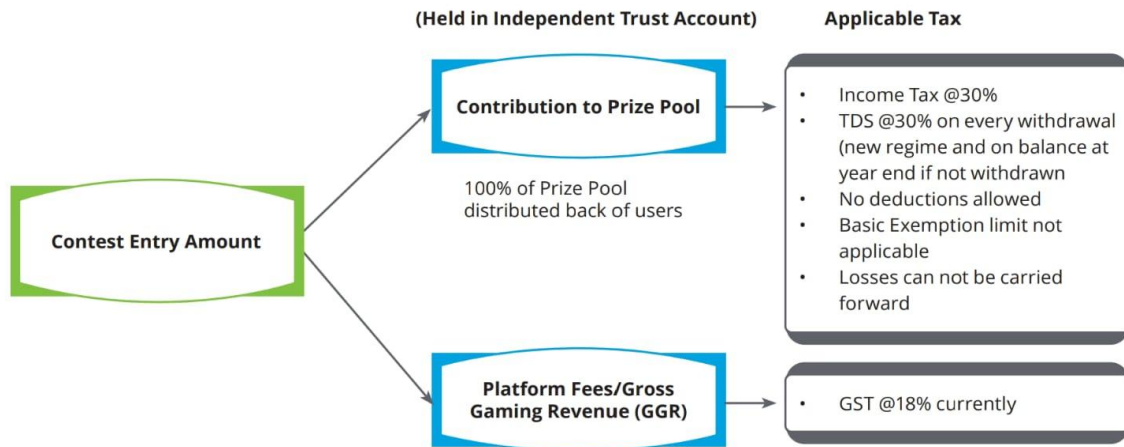 (Held in Independent Trust Account)
Applicable Tax
Contest Entry Amount
Contribution to Prize Pool
100% of Prize Pool
distributed back of users
• Income Tax @30%
• TDS @30% on every withdrawal
(new regime and on balance at
year end if not withdrawn
• No deductions allowed
• Basic Exemption limit not
applicable
• Losses can not be carried
forward
Platform Fees/Gross
Gaming Revenue (GGR)
• GST @18% currently